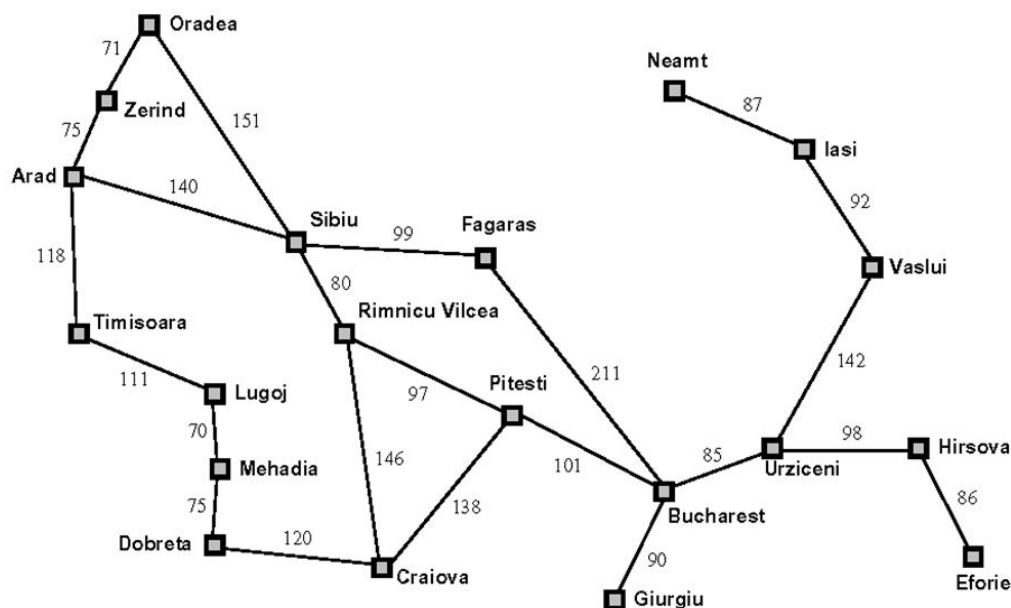 Oradea
71
Neamt
Zerind
87
75
151
Iasi
Arad
140
92
Sibiu
Fagaras
99
118
Vaslui
80
Timisoara
Rimnicu Vilcea
142
111
211
Pitesti
Lugoj
97
70
98
Hirsova
146
101
85
Urziceni
Mehadia
138
86
75
Bucharest
120
Dobreta
90
Craiova
Eforie
Giurgiu